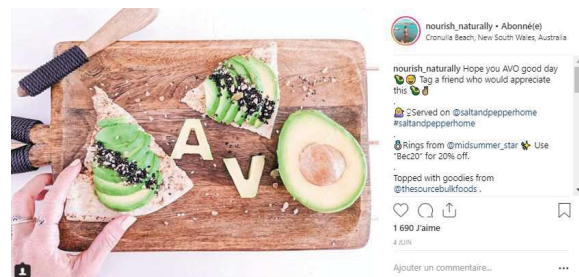 AV
nourish_naturally • Abonné(e)
Cronulla Beach, New South Wales, Australia
nourish_naturally Hope you AVO good day
Tag a friend who would appreciate
this
.
Served on @saltandpepperhome
#saltandpepperhome
.
Rings from @midsummer_star Use
"Bec20" for 20% off.
.
Topped with goodies from
@thesourcebulkfoods .
1 690 J'aime
4 JUIN
Ajouter un commentaire...